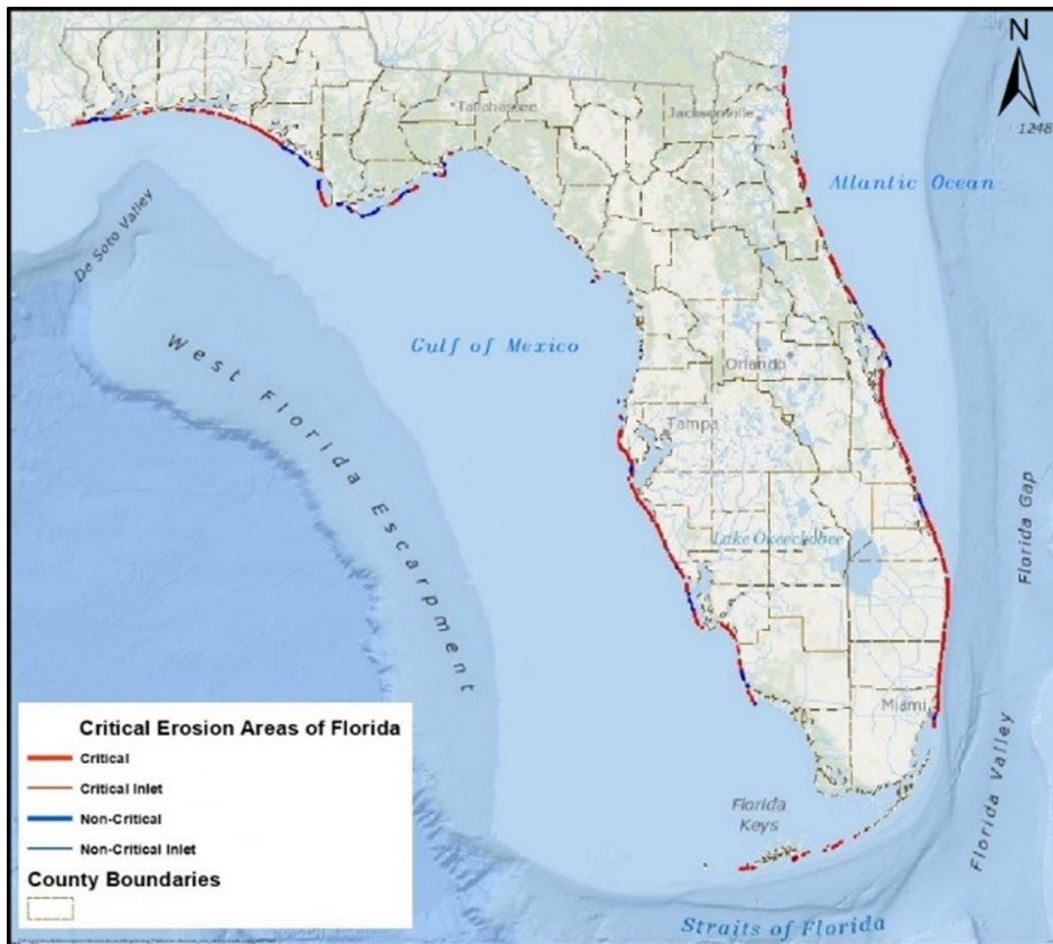 N
Tallahassee
Jacksonville
1248
Atlantic Ocean
De Soto Valley
Gulf of Mexico
West Florida Escarpment
Orlando
Tampa
Florida Gap
Lake Okeechobee
Miami
Critical Erosion Areas of Florida
Critical
Critical Inlet
Non-Critical
Non-Critical Inlet
County Boundaries
Florida
Keys
Florida Valley
Straits of Florida